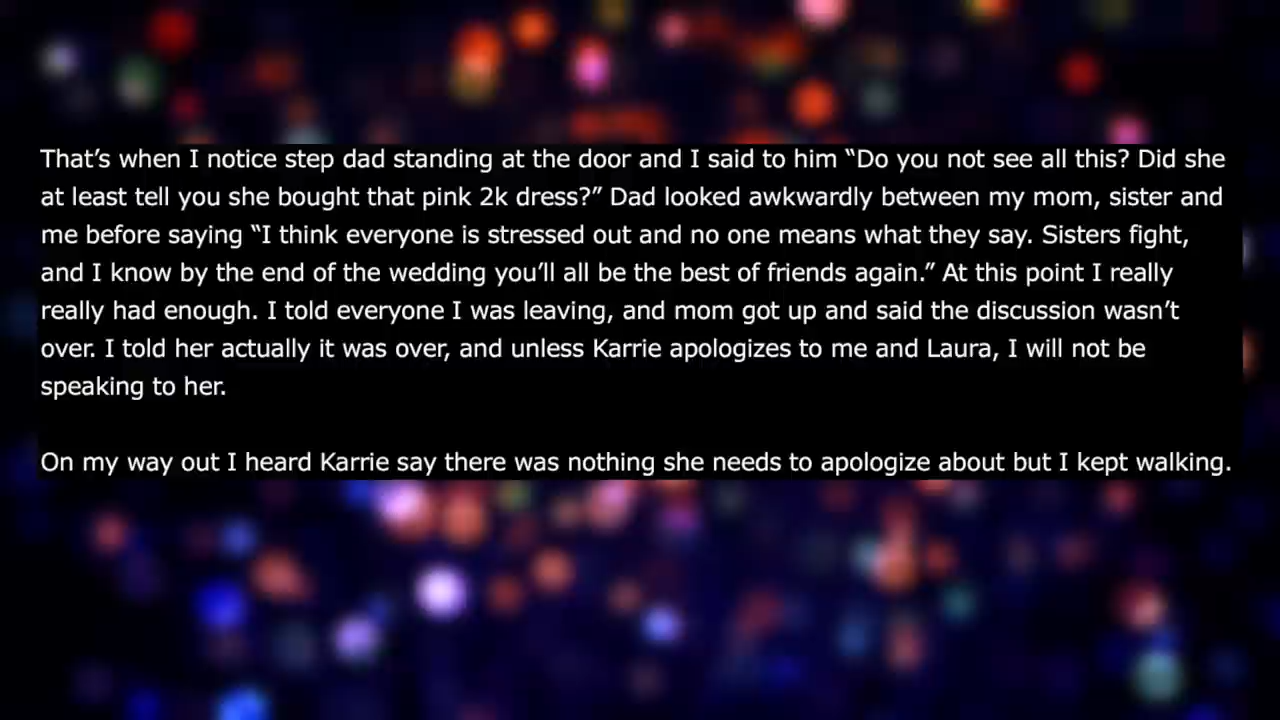 That’s when I notice step dad standing at the door and I said to him “Do you not see all this? Did she
at least tell you she bought that pink 2k dress?” Dad looked awkwardly between my mom, sister and
me before saying “I think everyone is stressed out and no one means what they say. Sisters fight,
and I know by the end of the wedding you’ll all be the best of friends again.” At this point I really
really had enough. I told everyone I was leaving, and mom got up and said the discussion wasn’t
over. I told her actually it was over, and unless Karrie apologizes to me and Laura, I will not be
speaking to her.
On my way out I heard Karrie say there was nothing she needs to apologize about but I kept walking.